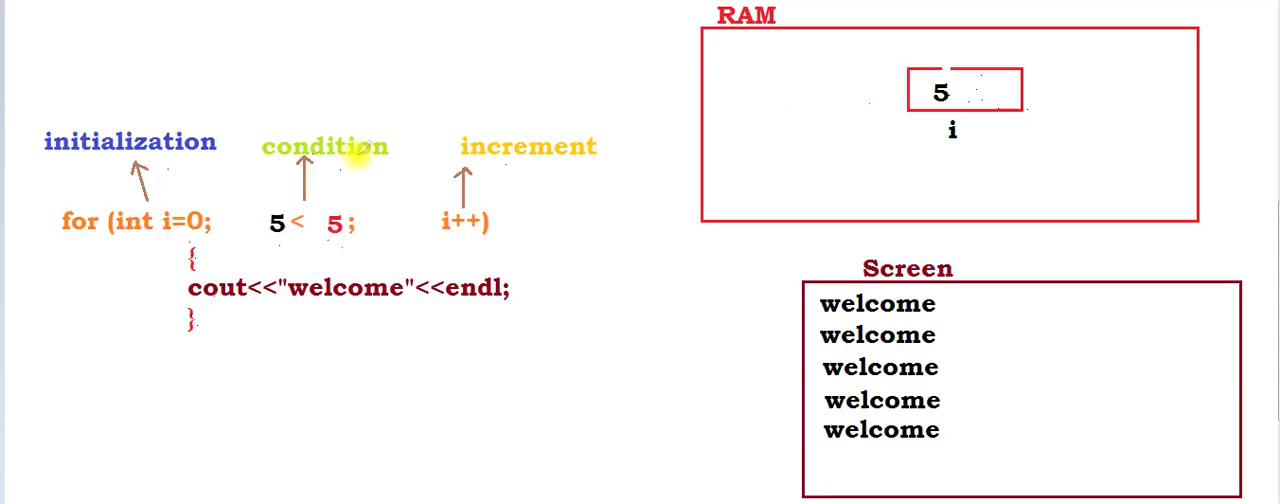 RAM
5
i
initialization condition increment
for (int i=0; 5< 5; i++)
{
cout<<"welcome"<<endl;
}
Screen
welcome
welcome
welcome
welcome
welcome